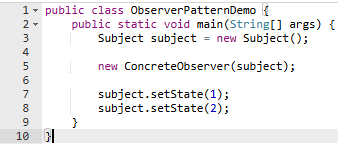 1 public class ObserverPatternDemo {
2 public static void main(String[] args) {
3 Subject subject = new Subject();
4
5 new ConcreteObserver(subject);
6
7 subject.setState(1);
8 subject.setState(2);
9 }
10 }